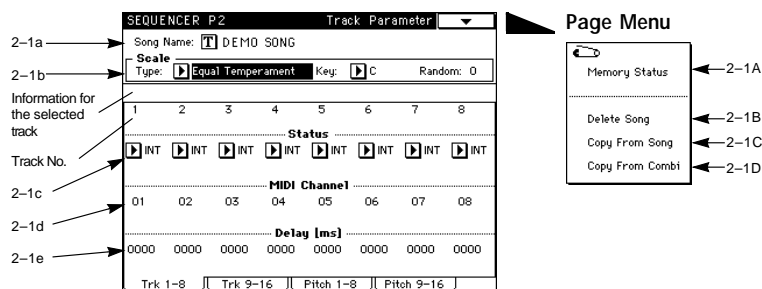 SEQUENCER P2 Track Parameter
Page Menu
2–1a
Song Name: T DEMO SONG
Scale
2–1b
Type: Equal Temperament Key: C Random: 0
Memory Status
2–1A
Information for
the selected
track
1 2 3 4 5 6 7 8
Delete Song
2–1B
Status
Copy From Song
2–1C
Track No.
INT INT INT INT INT INT INT INT
Copy From Combi
2–1D
2–1c
MIDI Channel
01 02 03 04 05 06 07 08
2–1d
Delay [ms]
2–1e
0000 0000 0000 0000 0000 0000 0000 0000
Trk 1–8 Trk 9–16 Pitch 1–8 Pitch 9–16